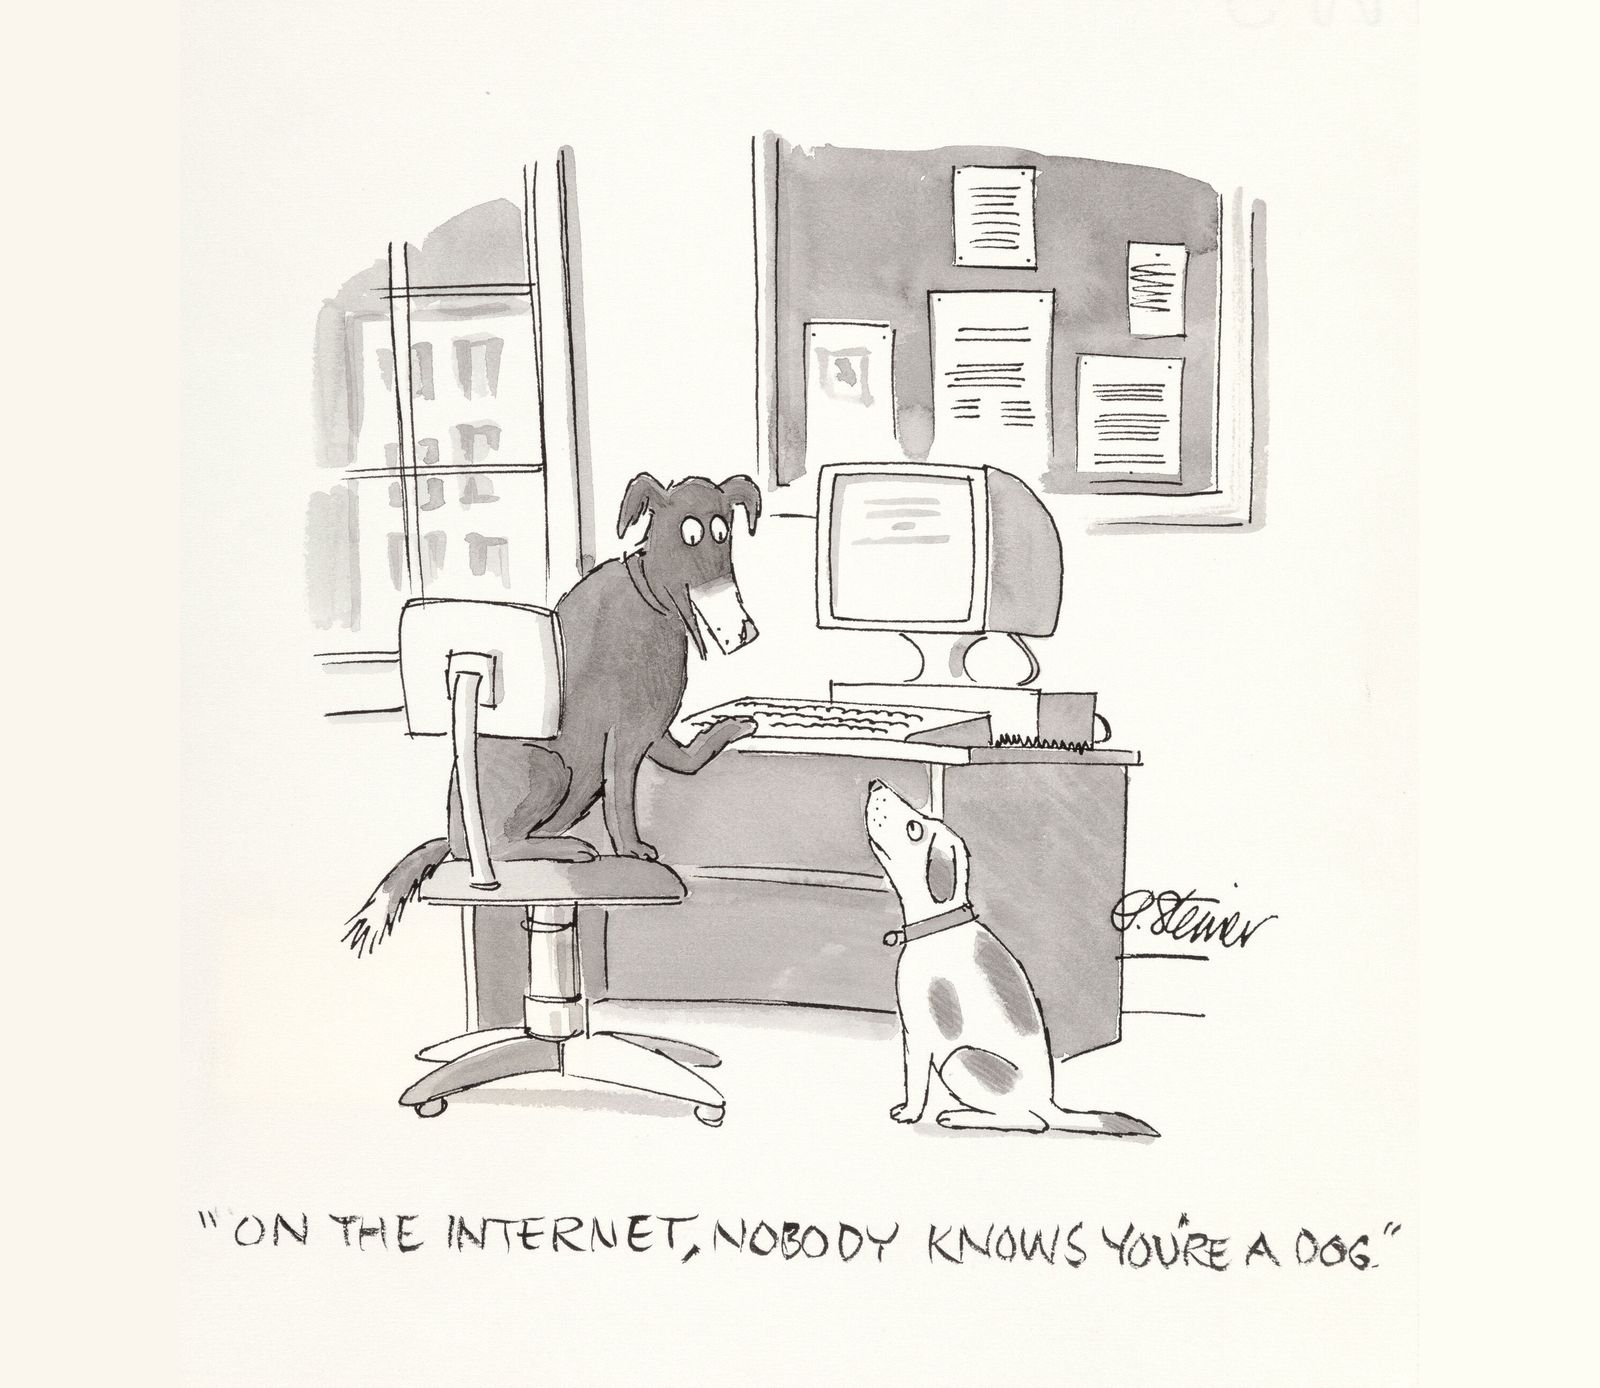 P. Steiner
"ON THE INTERNET, NOBODY KNOWS YOU'RE A DOG."